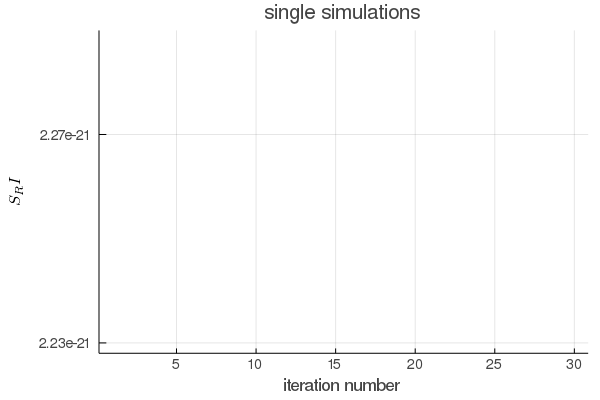 single simulations
2.27e-21
S_R I
2.23e-21
5 10 15 20 25 30
iteration number